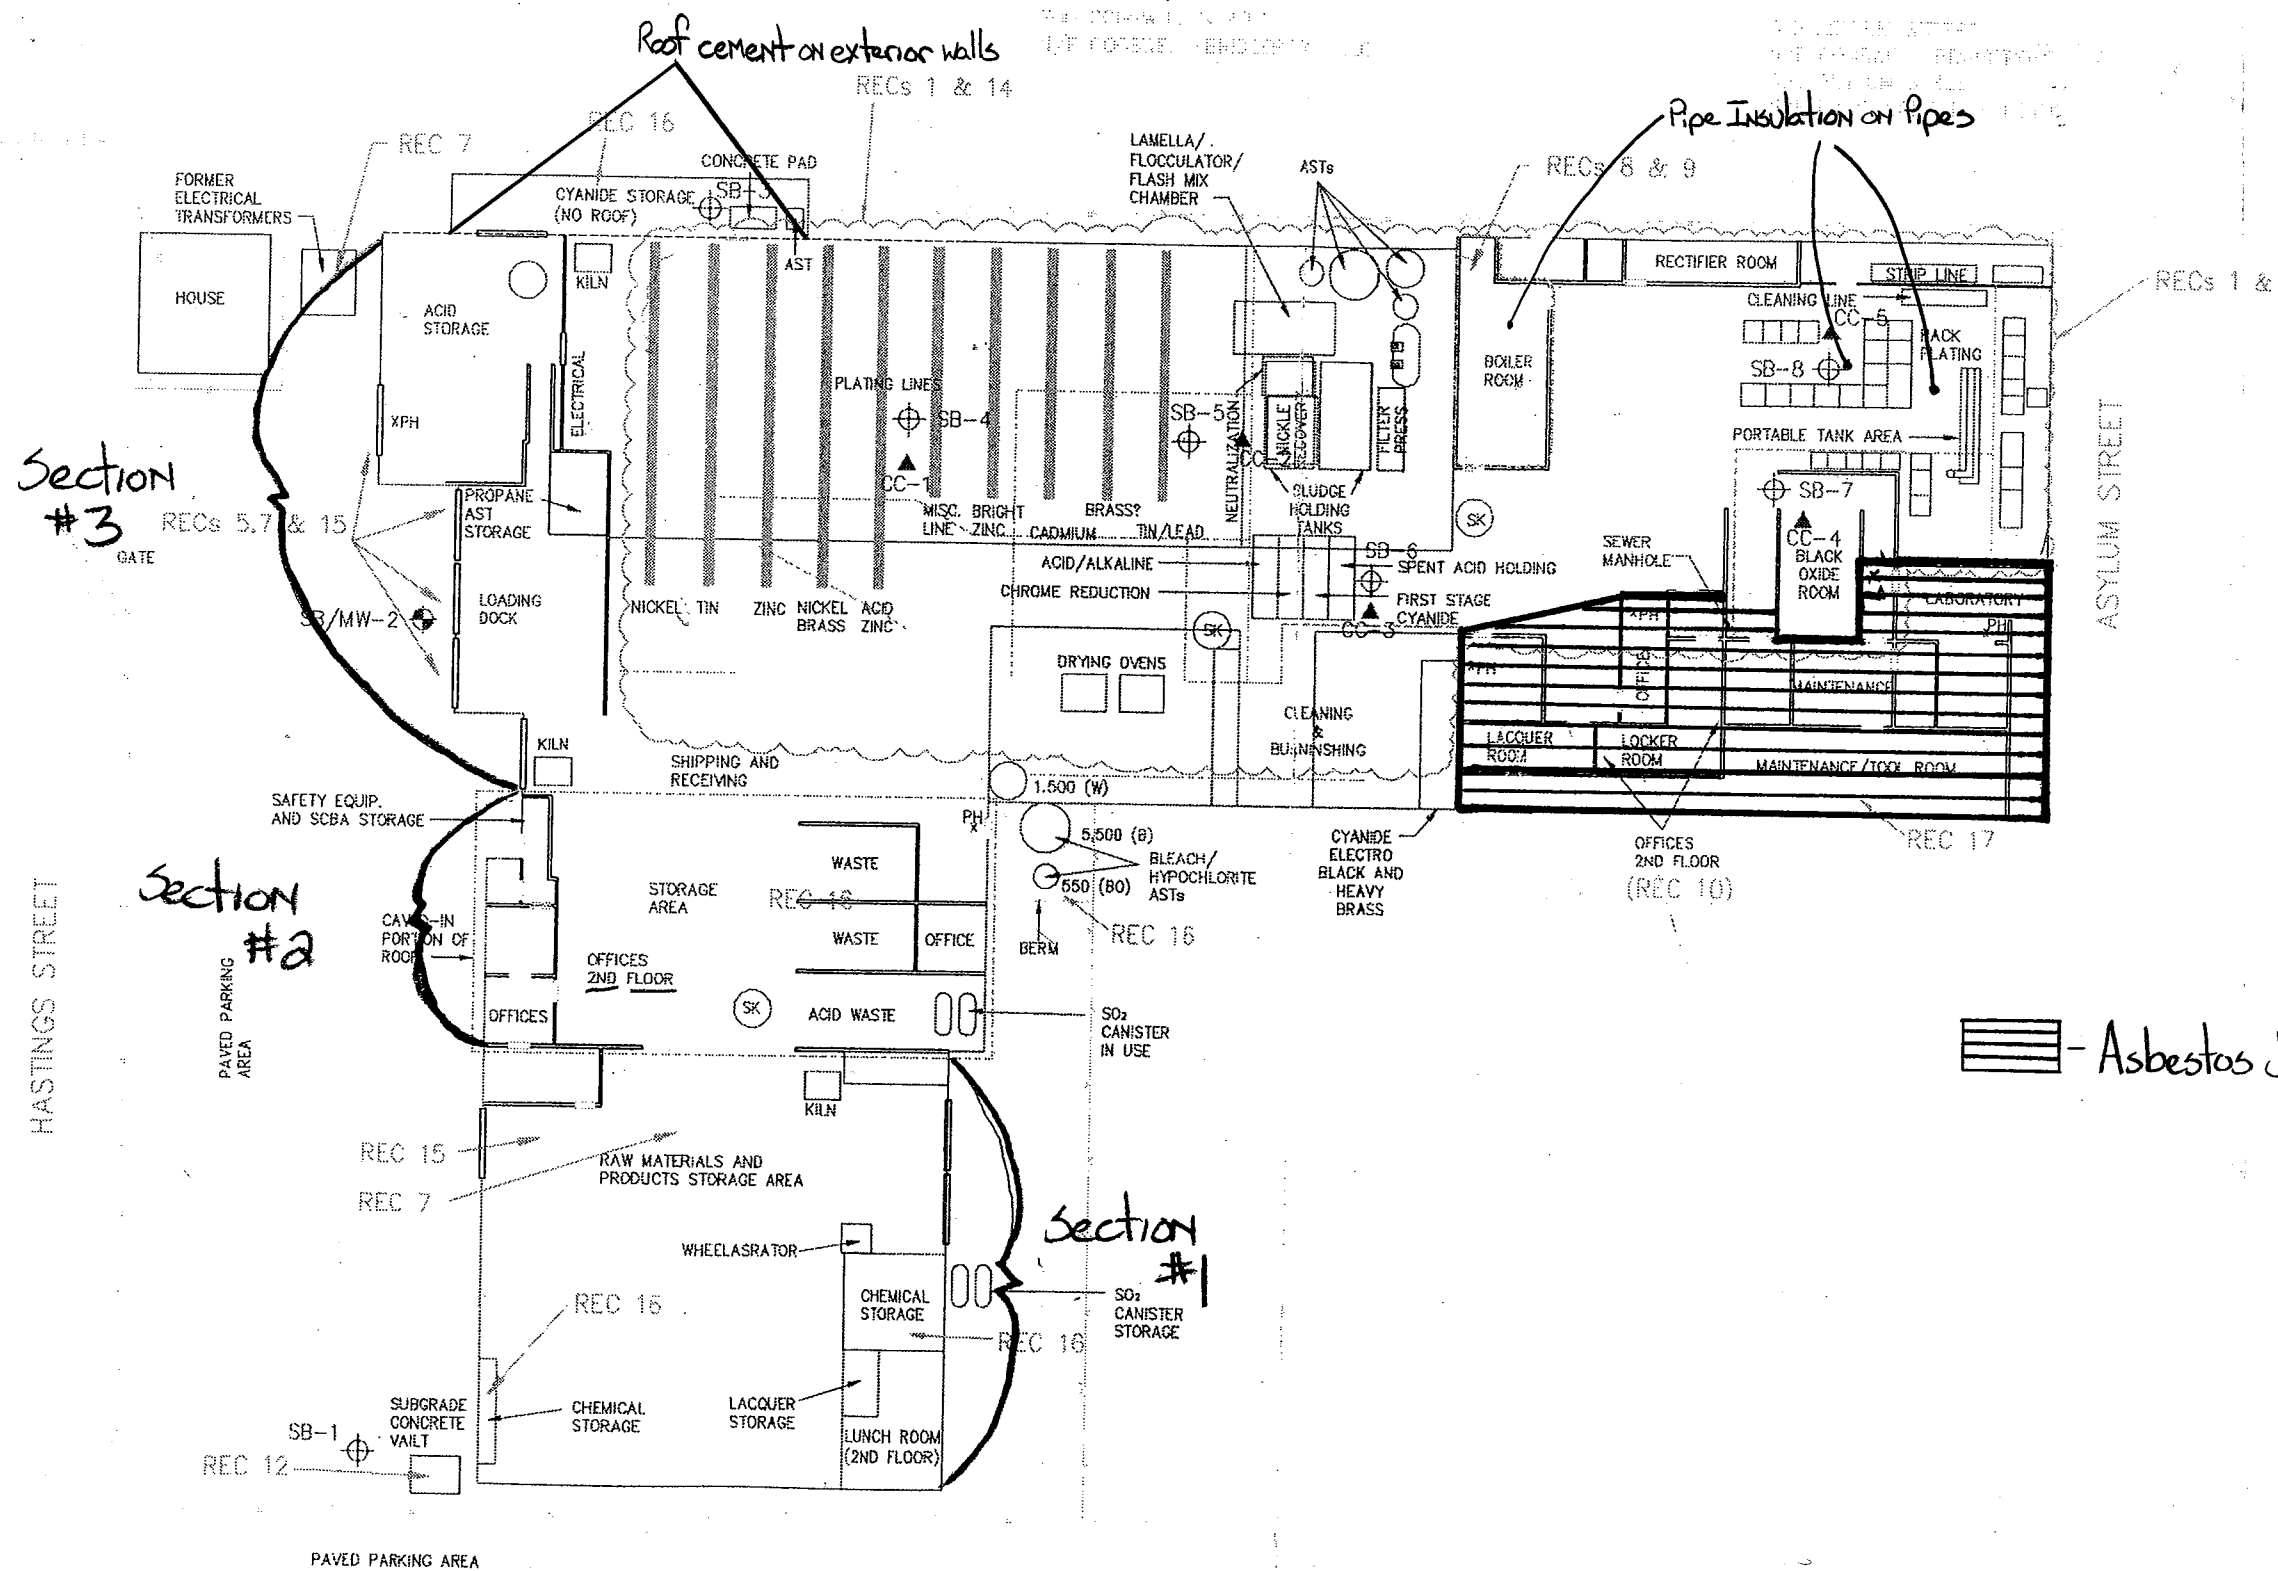 Roof cement on exterior walls
RECs 1 & 14
REC 16
REC 7
Pipe Insulation on Pipes
CONCRETE PAD
LAMELLA/
FLOCCULATOR/
FLASH MIX
CHAMBER
ASTs
RECs 8 & 9
FORMER
ELECTRICAL
TRANSFORMERS
CYANIDE STORAGE
(NO ROOF)
AST
KILN
RECTIFIER ROOM
STRIP LINE
RECs 1 &
HOUSE
ACID
STORAGE
CLEANING LINE
CC-5
RACK
PLATING
SB-8
BOILER
ROOM
ELECTRICAL
PLATING LINES
SB-4
CC-1
SB-5
NEUTRALIZATION
NICKLE
RECOVERY
FILTER
PRESS
XPH
PORTABLE TANK AREA
ASYLUM STREET
Section
#3
RECs 5.7 & 15
GATE
PROPANE
AST
STORAGE
MISC.
LINE
BRIGHT
ZINC
CADMIUM
BRASS?
TIN/LEAD
SLUDGE
HOLDING
TANKS
SK
SB-7
CC-4
BLACK
OXIDE
ROOM
SEWER
MANHOLE
ACID/ALKALINE
SB-6
SPENT ACID HOLDING
CHROME REDUCTION
FIRST STAGE
CYANIDE
CC-3
LOADING
DOCK
SB/MW-2
NICKEL
TIN
ZINC
NICKEL
BRASS
ACID
ZINC
SK
XPH
LABORATORY
PH
XPH
OFFICE
MAINTENANCE
DRYING OVENS
CLEANING
&
BURNINSHING
LACQUER
ROOM
LOCKER
ROOM
MAINTENANCE/TOOL ROOM
KILN
SHIPPING AND
RECEIVING
1.500 (W)
SAFETY EQUIP.
AND SCBA STORAGE
PH
X
5,500 (B)
BLEACH/
HYPOCHLORITE
ASTs
550 (BO)
CYANIDE
ELECTRO
BLACK AND
HEAVY
BRASS
OFFICES
2ND FLOOR
(REC 10)
REC 17
Section
#2
WASTE
STORAGE
AREA
WASTE
OFFICE
BERM
REC 16
PORTION OF
OFFICES
2ND FLOOR
HASTINGS STREET
PAVED PARKING
AREA
OFFICES
SK
ACID WASTE
SO2
CANISTER
IN USE
- Asbestos
KILN
REC 15
RAW MATERIALS AND
PRODUCTS STORAGE AREA
REC 7
WHEELASRATOR
Section
#1
CHEMICAL
STORAGE
SO2
CANISTER
STORAGE
REC 16
REC 16
SUBGRADE
CONCRETE
VAILT
CHEMICAL
STORAGE
LACQUER
STORAGE
SB-1
LUNCH ROOM
(2ND FLOOR)
REC 12
PAVED PARKING AREA